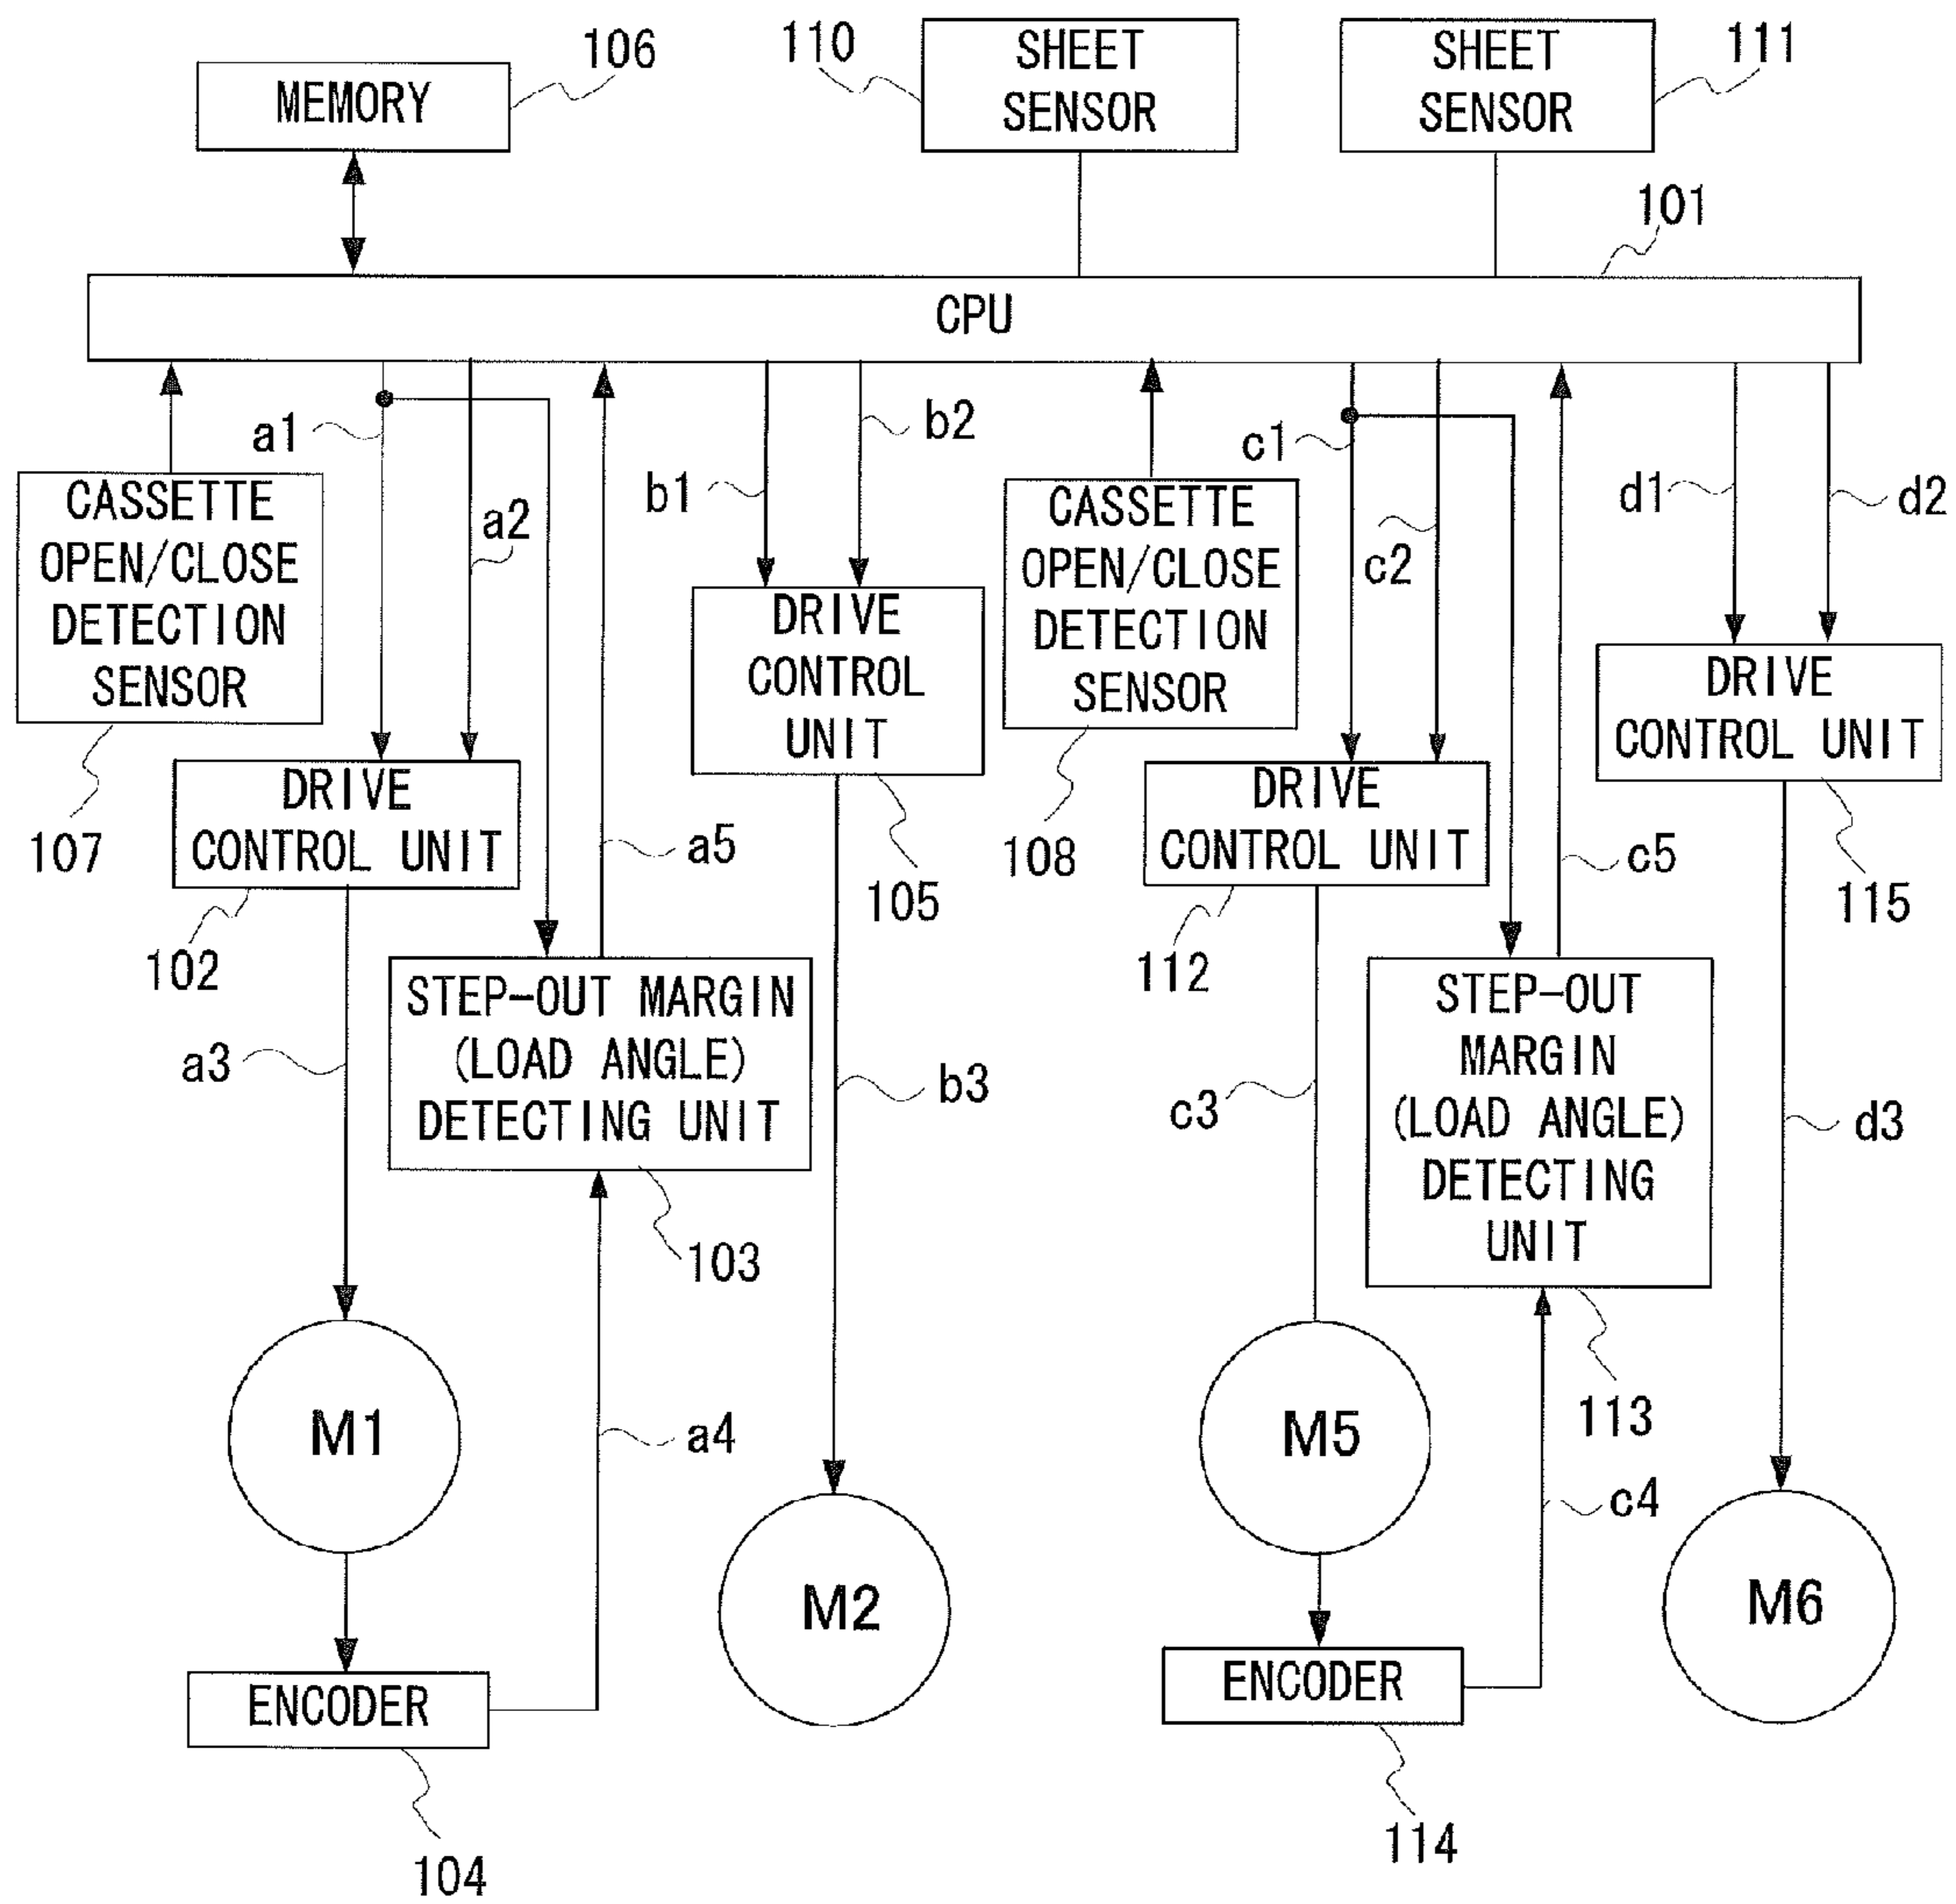 106
MEMORY
110
SHEET
SENSOR
SHEET
SENSOR
111
101
CPU
a1
a2
CASSETTE
OPEN/CLOSE
DETECTION
SENSOR
107
b1
b2
DRIVE
CONTROL
UNIT
105
CASSETTE
OPEN/CLOSE
DETECTION
SENSOR
108
c1
c2
d1
d2
DRIVE
CONTROL UNIT
115
DRIVE
CONTROL UNIT
102
a5
DRIVE
CONTROL UNIT
112
c5
STEP-OUT MARGIN
(LOAD ANGLE)
DETECTING UNIT
103
a3
b3
c3
STEP-OUT
MARGIN
(LOAD ANGLE)
DETECTING
UNIT
113
d3
M1
a4
M2
M5
c4
M6
ENCODER
104
ENCODER
114